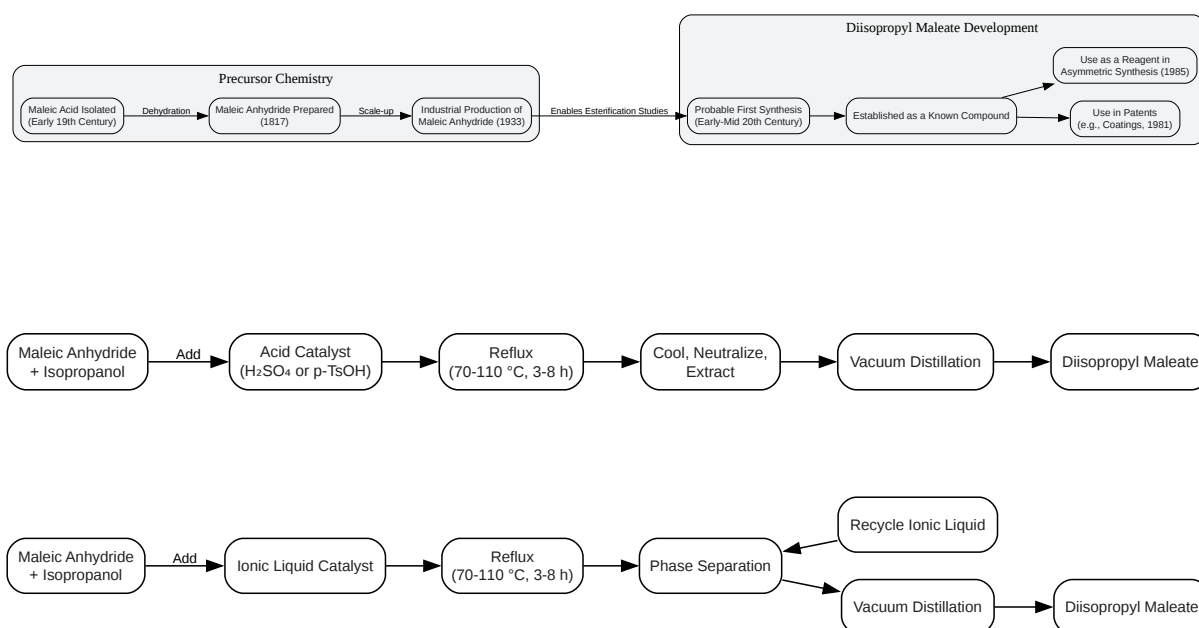 Diisopropyl Maleate Development
Precursor Chemistry
Maleic Acid Isolated
(Early 19th Century)
Dehydration
Maleic Anhydride Prepared
(1817)
Scale-up
Industrial Production of
Maleic Anhydride (1933)
Enables Esterification Studies
Probable First Synthesis
(Early-Mid 20th Century)
Established as a Known Compound
Use as a Reagent in
Asymmetric Synthesis (1985)
Use in Patents
(e.g., Coatings, 1981)
Maleic Anhydride
+ Isopropanol
Add
Acid Catalyst
(H₂SO₄ or p-TsOH)
Reflux
(70-110 °C, 3-8 h)
Cool, Neutralize,
Extract
Vacuum Distillation
Diisopropyl Maleate
Maleic Anhydride
+ Isopropanol
Add
Ionic Liquid Catalyst
Reflux
(70-110 °C, 3-8 h)
Phase Separation
Recycle Ionic Liquid
Vacuum Distillation
Diisopropyl Maleate